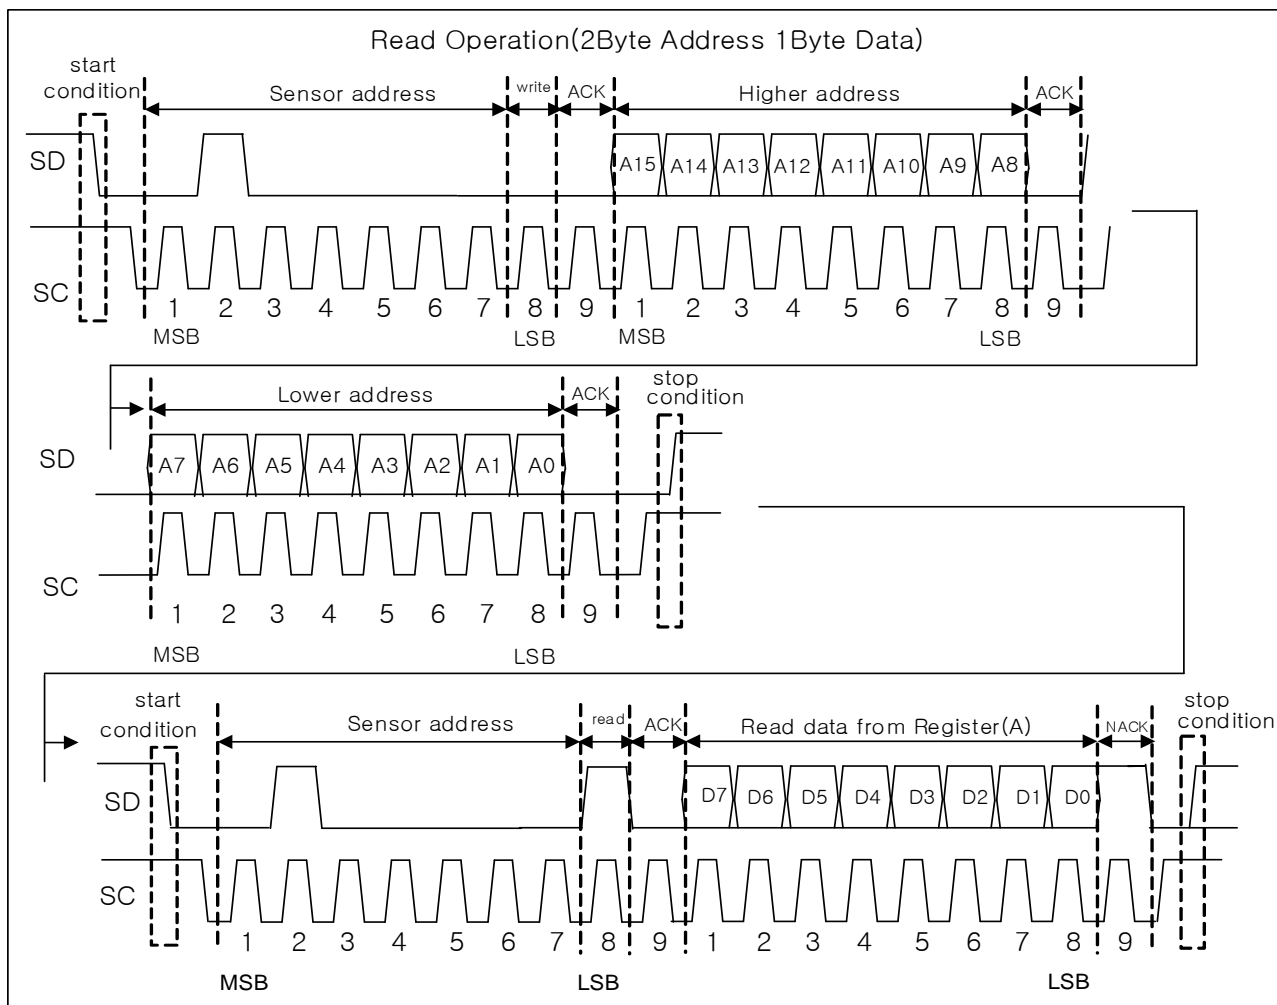 Read Operation(2Byte Address 1Byte Data)
start
condition
Sensor address
write
ACK
Higher address
ACK
SD
A15 A14 A13 A12 A11 A10 A9 A8
SC
1 2 3 4 5 6 7 8 9 1 2 3 4 5 6 7 8 9
MSB LSB MSB LSB
Lower address
ACK
stop
condition
SD
A7 A6 A5 A4 A3 A2 A1 A0
SC
1 2 3 4 5 6 7 8 9
MSB LSB
start
condition
Sensor address
read
ACK
Read data from Register(A)
NACK
stop
condition
SD
D7 D6 D5 D4 D3 D2 D1 D0
SC
1 2 3 4 5 6 7 8 9 1 2 3 4 5 6 7 8 9
MSB LSB LSB